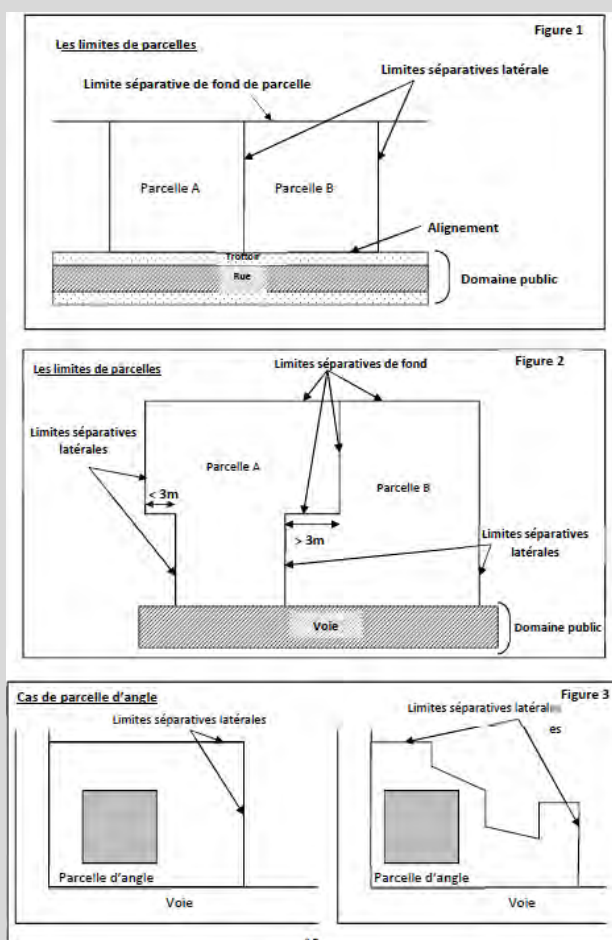 Figure 1
Les limites de parcelles
Limites séparatives latérale
Limite séparative de fond de parcelle
Parcelle A
Parcelle B
Alignement
Trottoir
Rue
Domaine public
Figure 2
Les limites de parcelles
Limites séparatives de fond
Limites séparatives
latérales
Parcelle A
Parcelle B
< 3m
> 3m
Limites séparatives
latérales
Voie
Domaine public
Figure 3
Cas de parcelle d'angle
Limites séparatives latérales
Limites séparatives latérales
es
Parcelle d'angle
Voie
Parcelle d'angle
Voie